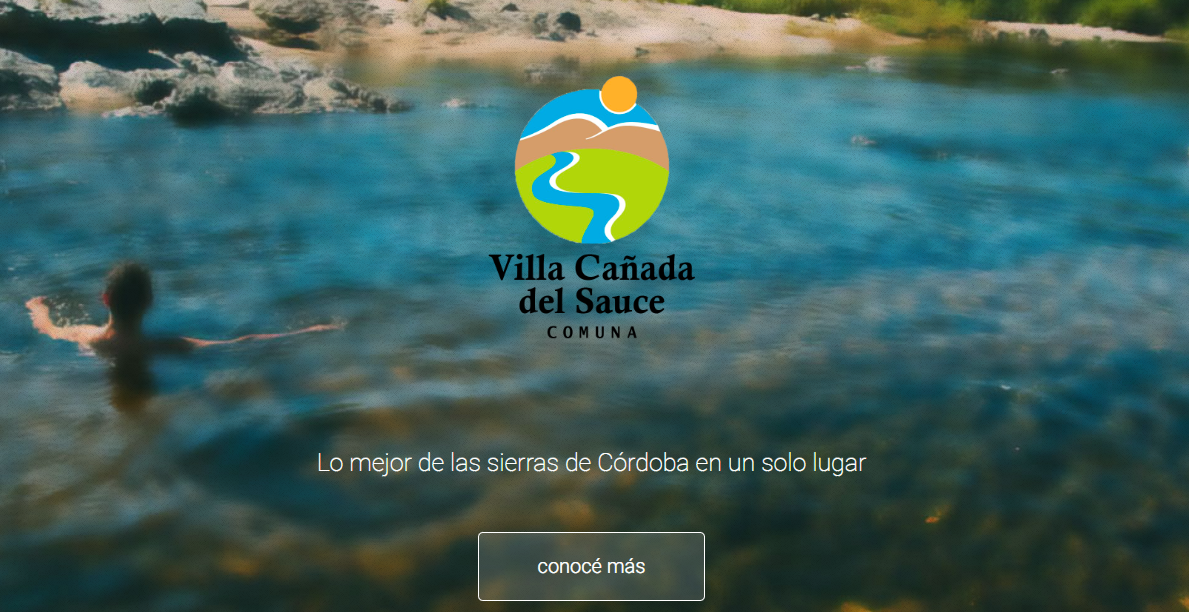 Villa Cañada
del Sauce
COMUNA
Lo mejor de las sierras de Córdoba en un solo lugar
conocé más